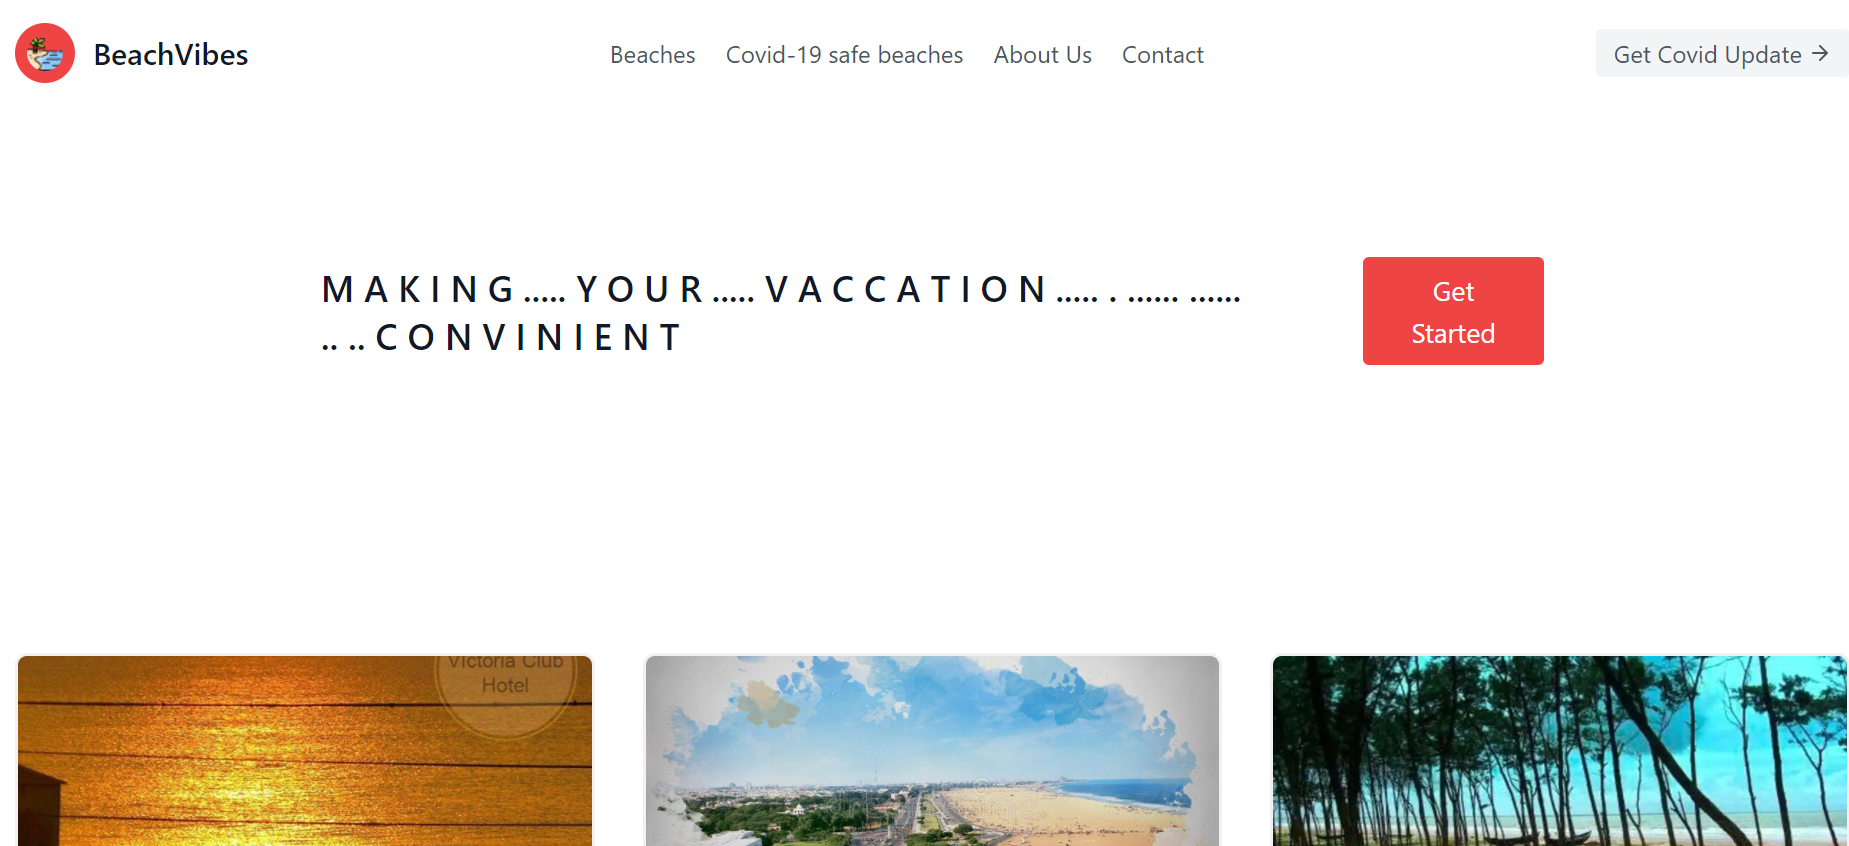 BeachVibes
Beaches Covid-19 safe beaches About Us Contact
Get Covid Update →
M A K I N G ..... Y O U R ..... V A C C A T I O N ..... . ...... ......
.. .. C O N V I N I E N T
Get
Started
Victoria Club
Hotel